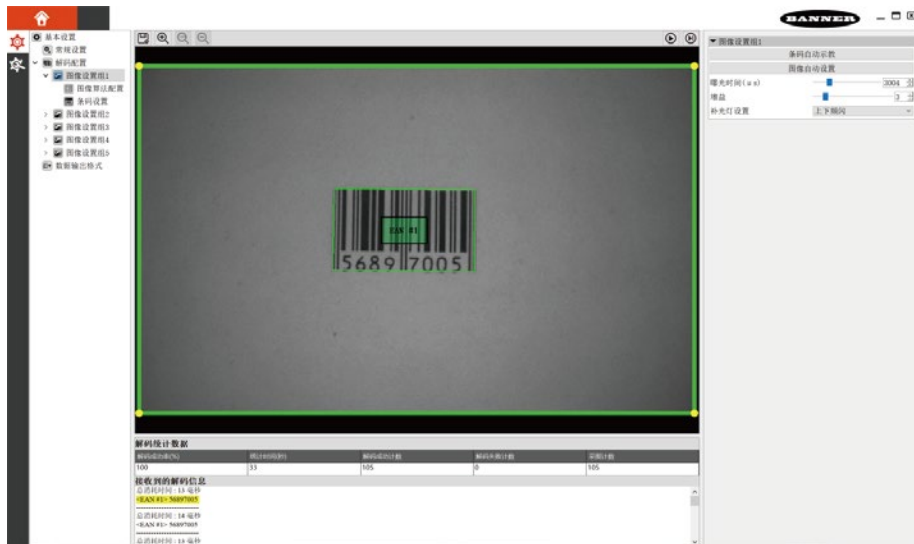 BANNER
基本设置
常规设置
解码配置
图像设置组1
图像算法配置
条码设置
图像设置组2
图像设置组3
图像设置组4
图像设置组5
数据输出格式
EAN #1
5689 7005
图像设置组1
条码自动示教
图像自动设置
曝光时间(us) 3004
增益 3
补光灯设置 上下频闪
解码统计数据
解码成功率(%) 统计时间(秒) 解码成功计数 解码失败计数 采图计数
100 33 105 0 105
接收到的解码信息
总消耗时间：13 毫秒
<EAN #1> 56897005
--------------------
总消耗时间：14 毫秒
<EAN #1> 56897005
--------------------
总消耗时间：13 毫秒